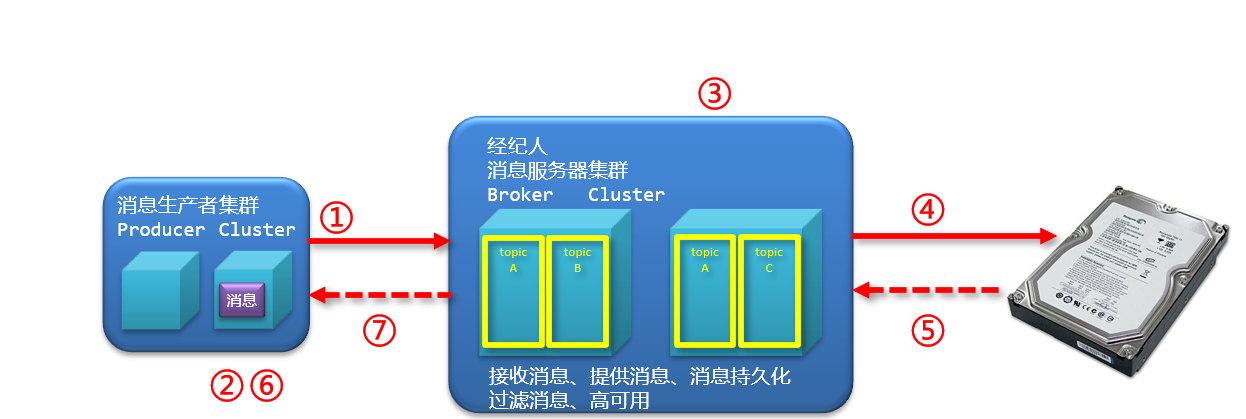 ③
经纪人
消息服务器集群
Broker Cluster
消息生产者集群
Producer Cluster
①
④
topic
A
topic
B
topic
A
topic
C
消息
⑦
⑤
② ⑥
接收消息、提供消息、消息持久化
过滤消息、高可用